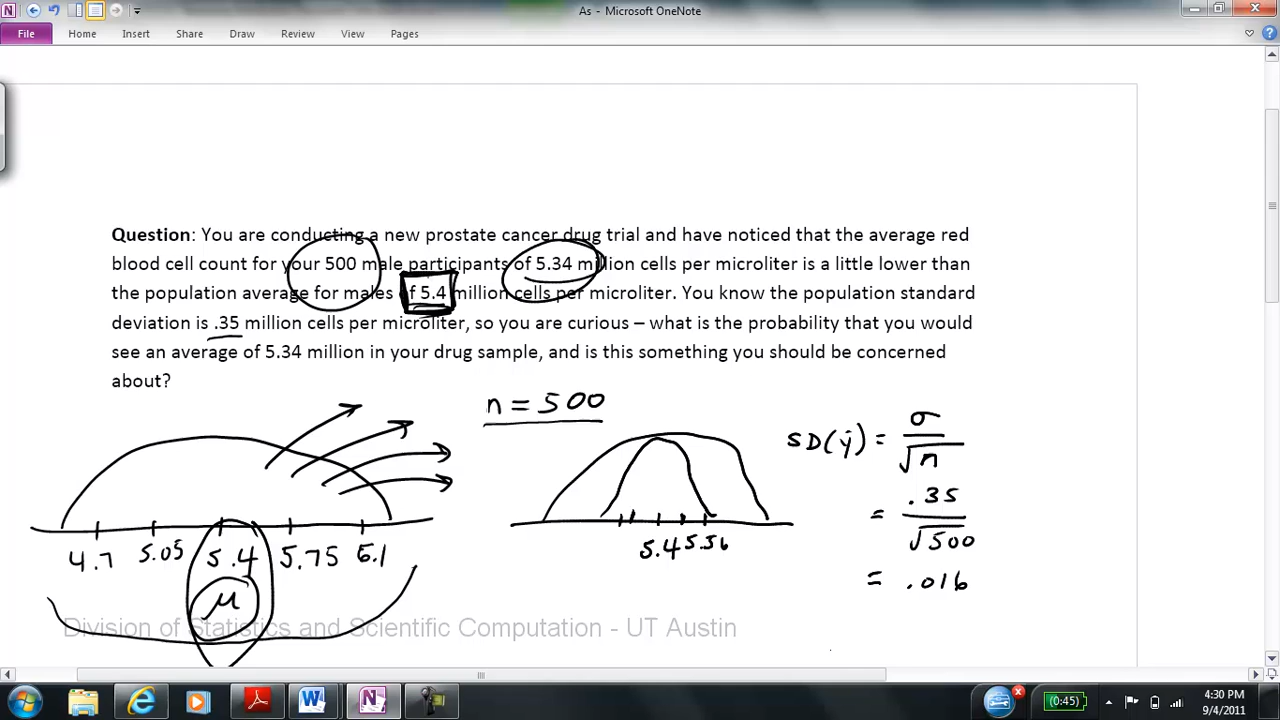 As - Microsoft OneNote
File Home Insert Share Draw Review View Pages
Question: You are conducting a new prostate cancer drug trial and have noticed that the average red
blood cell count for your 500 male participants of 5.34 million cells per microliter is a little lower than
the population average for males of 5.4 million cells per microliter. You know the population standard
deviation is .35 million cells per microliter, so you are curious – what is the probability that you would
see an average of 5.34 million in your drug sample, and is this something you should be concerned
about?
n = 500
SD(ȳ) = σ
√n
= .35
√500
= .016
4.7 5.05 5.4 5.75 6.1
μ
5.4 5.56
Division of Statistics and Scientific Computation - UT Austin
(0:45)
4:30 PM
9/4/2011